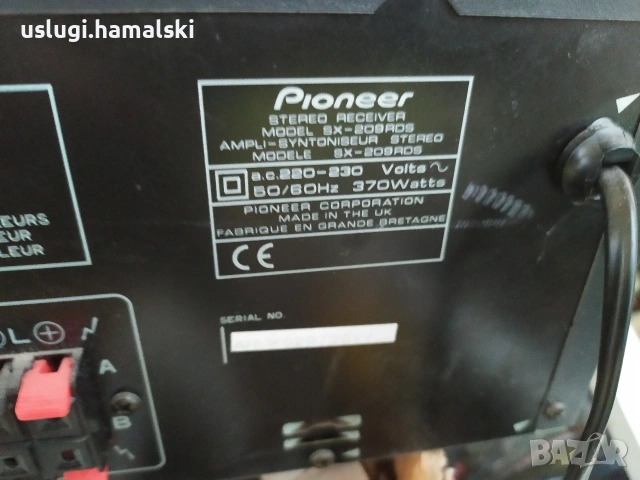 uslugi.hamalski
Pioneer
STEREO RECEIVER
MODEL SX-209RDS
AMPLI-SYNTONISEUR STEREO
MODELE SX-209RDS
a.c. 220-230 Volts ~
50/60Hz 370Watts
PIONEER CORPORATION
MADE IN THE UK
FABRIQUE EN GRANDE BRETAGNE
CE
LEURS
EUR
LEUR
SERIAL NO.
L +
A
B
BAZAR